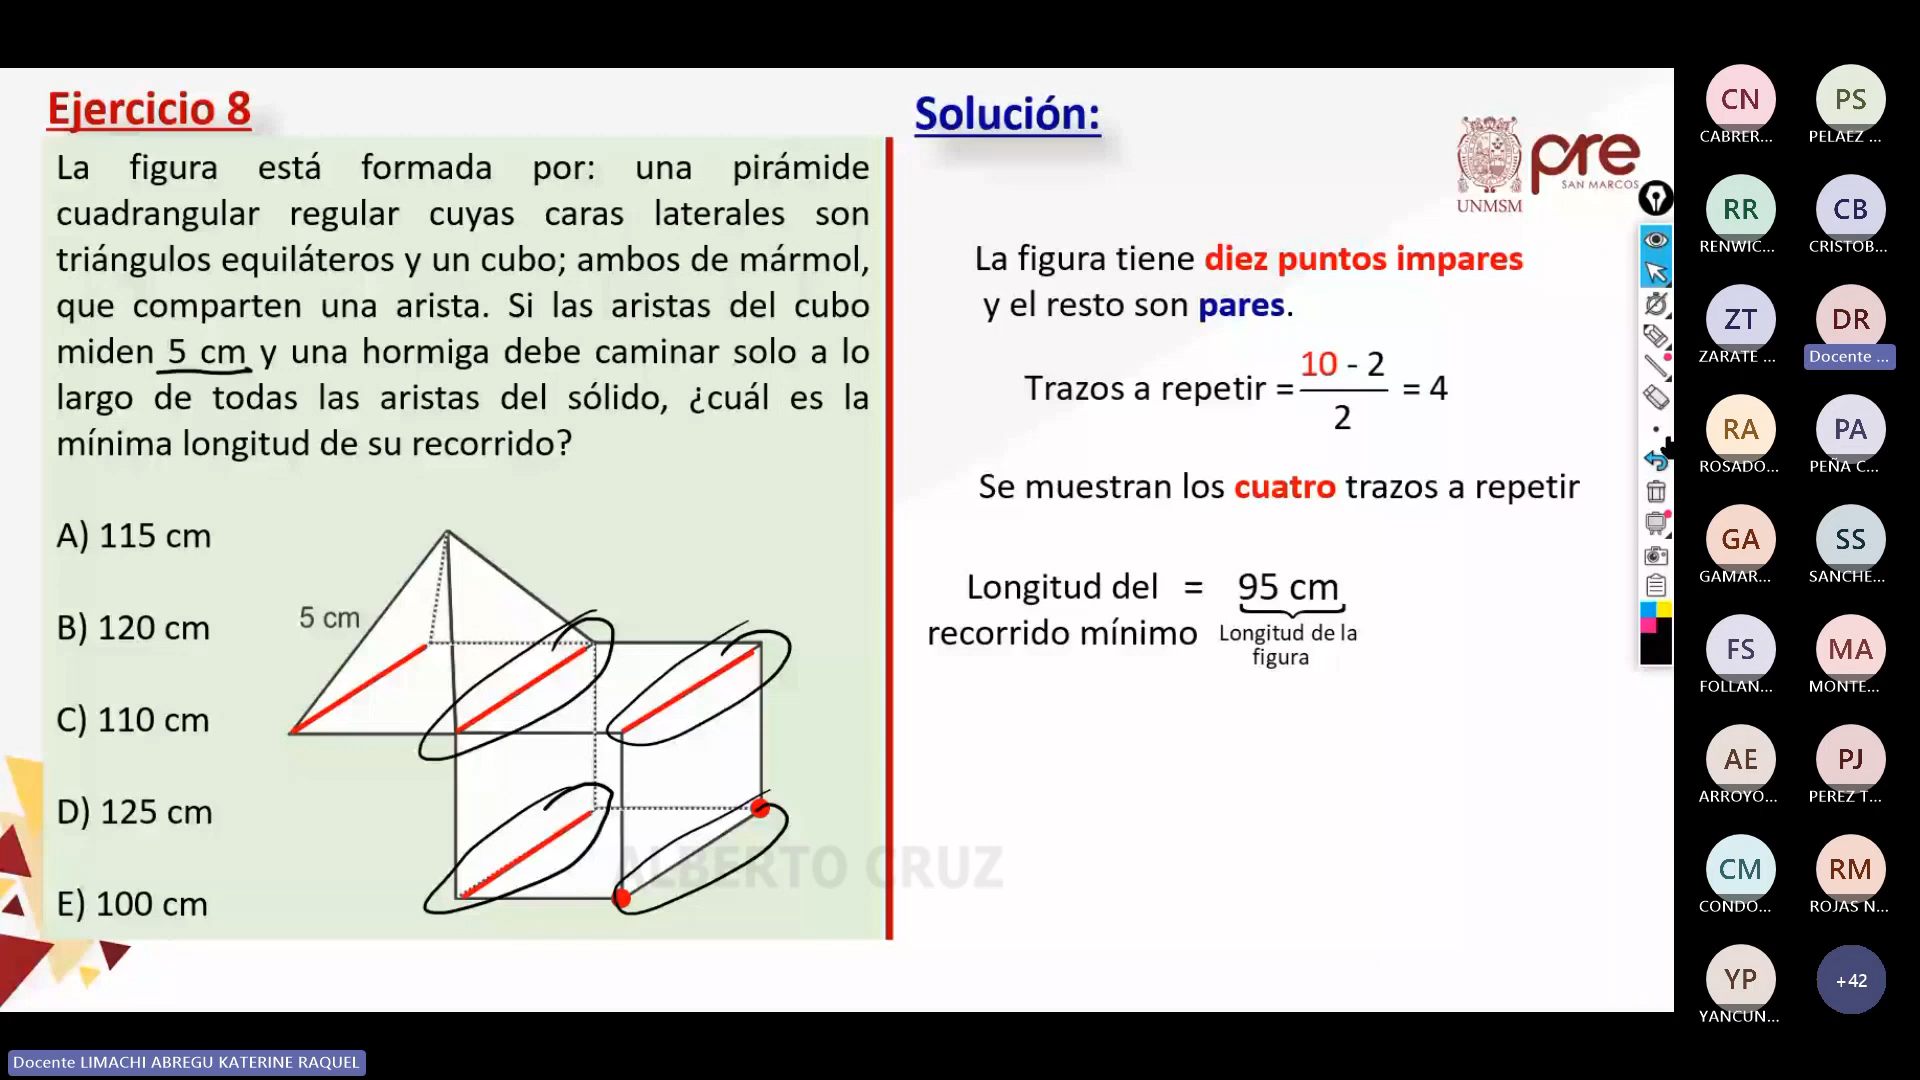 Ejercicio 8
La figura está formada por: una pirámide
cuadrangular regular cuyas caras laterales son
triángulos equiláteros y un cubo; ambos de mármol,
que comparten una arista. Si las aristas del cubo
miden 5 cm y una hormiga debe caminar solo a lo
largo de todas las aristas del sólido, ¿cuál es la
mínima longitud de su recorrido?
A) 115 cm
B) 120 cm
C) 110 cm
D) 125 cm
E) 100 cm
5 cm
Solución:
UNMSM
pre
SAN MARCOS
La figura tiene diez puntos impares
y el resto son pares.
Trazos a repetir = 10 - 2 / 2 = 4
Se muestran los cuatro trazos a repetir
Longitud del = 95 cm
recorrido mínimo
Longitud de la
figura
ALBERTO CRUZ
CN
CABRER...
PS
PELAEZ ...
RR
RENWIC...
CB
CRISTOB...
ZT
ZARATE ...
DR
Docente ...
RA
ROSADO...
PA
PEÑA C...
GA
GAMAR...
SS
SANCHE...
FS
FOLLAN...
MA
MONTE...
AE
ARROYO...
PJ
PEREZ T...
CM
CONDO...
RM
ROJAS N...
YP
YANCUN...
+42
Docente LIMACHI ABREGU KATERINE RAQUEL